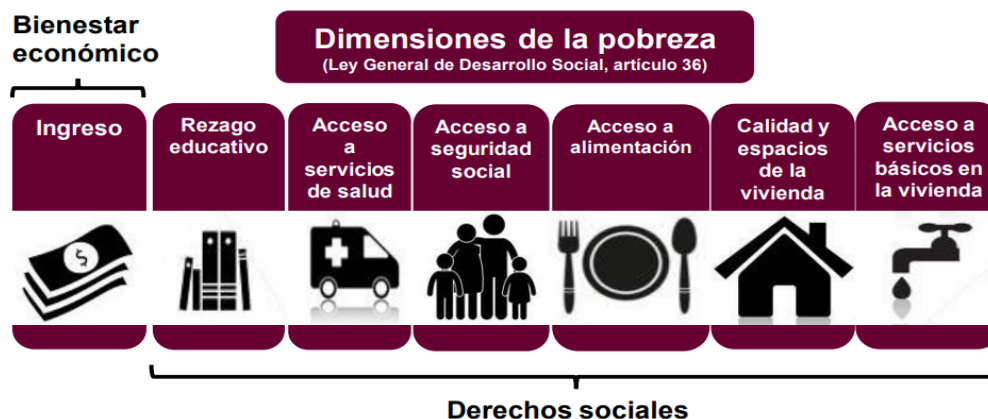 Bienestar
económico
Dimensiones de la pobreza
(Ley General de Desarrollo Social, artículo 36)
Ingreso
Rezago
educativo
Acceso
a
servicios
de salud
Acceso a
seguridad
social
Acceso a
alimentación
Calidad y
espacios
de la
vivienda
Acceso a
servicios
básicos en
la vivienda
Derechos sociales